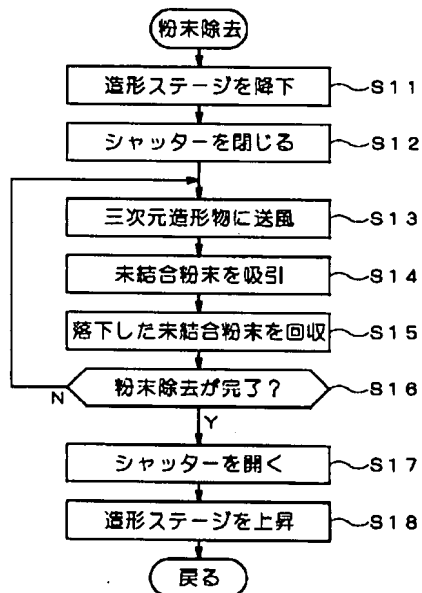 粉末除去
造形ステージを降下 S11
シャッターを閉じる S12
三次元造形物に送風 S13
未結合粉末を吸引 S14
落下した未結合粉末を回収 S15
粉末除去が完了? S16
N
Y
シャッターを開く S17
造形ステージを上昇 S18
戻る